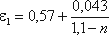 ε₁ = 0,57 + 0,043 / (1,1 − n)